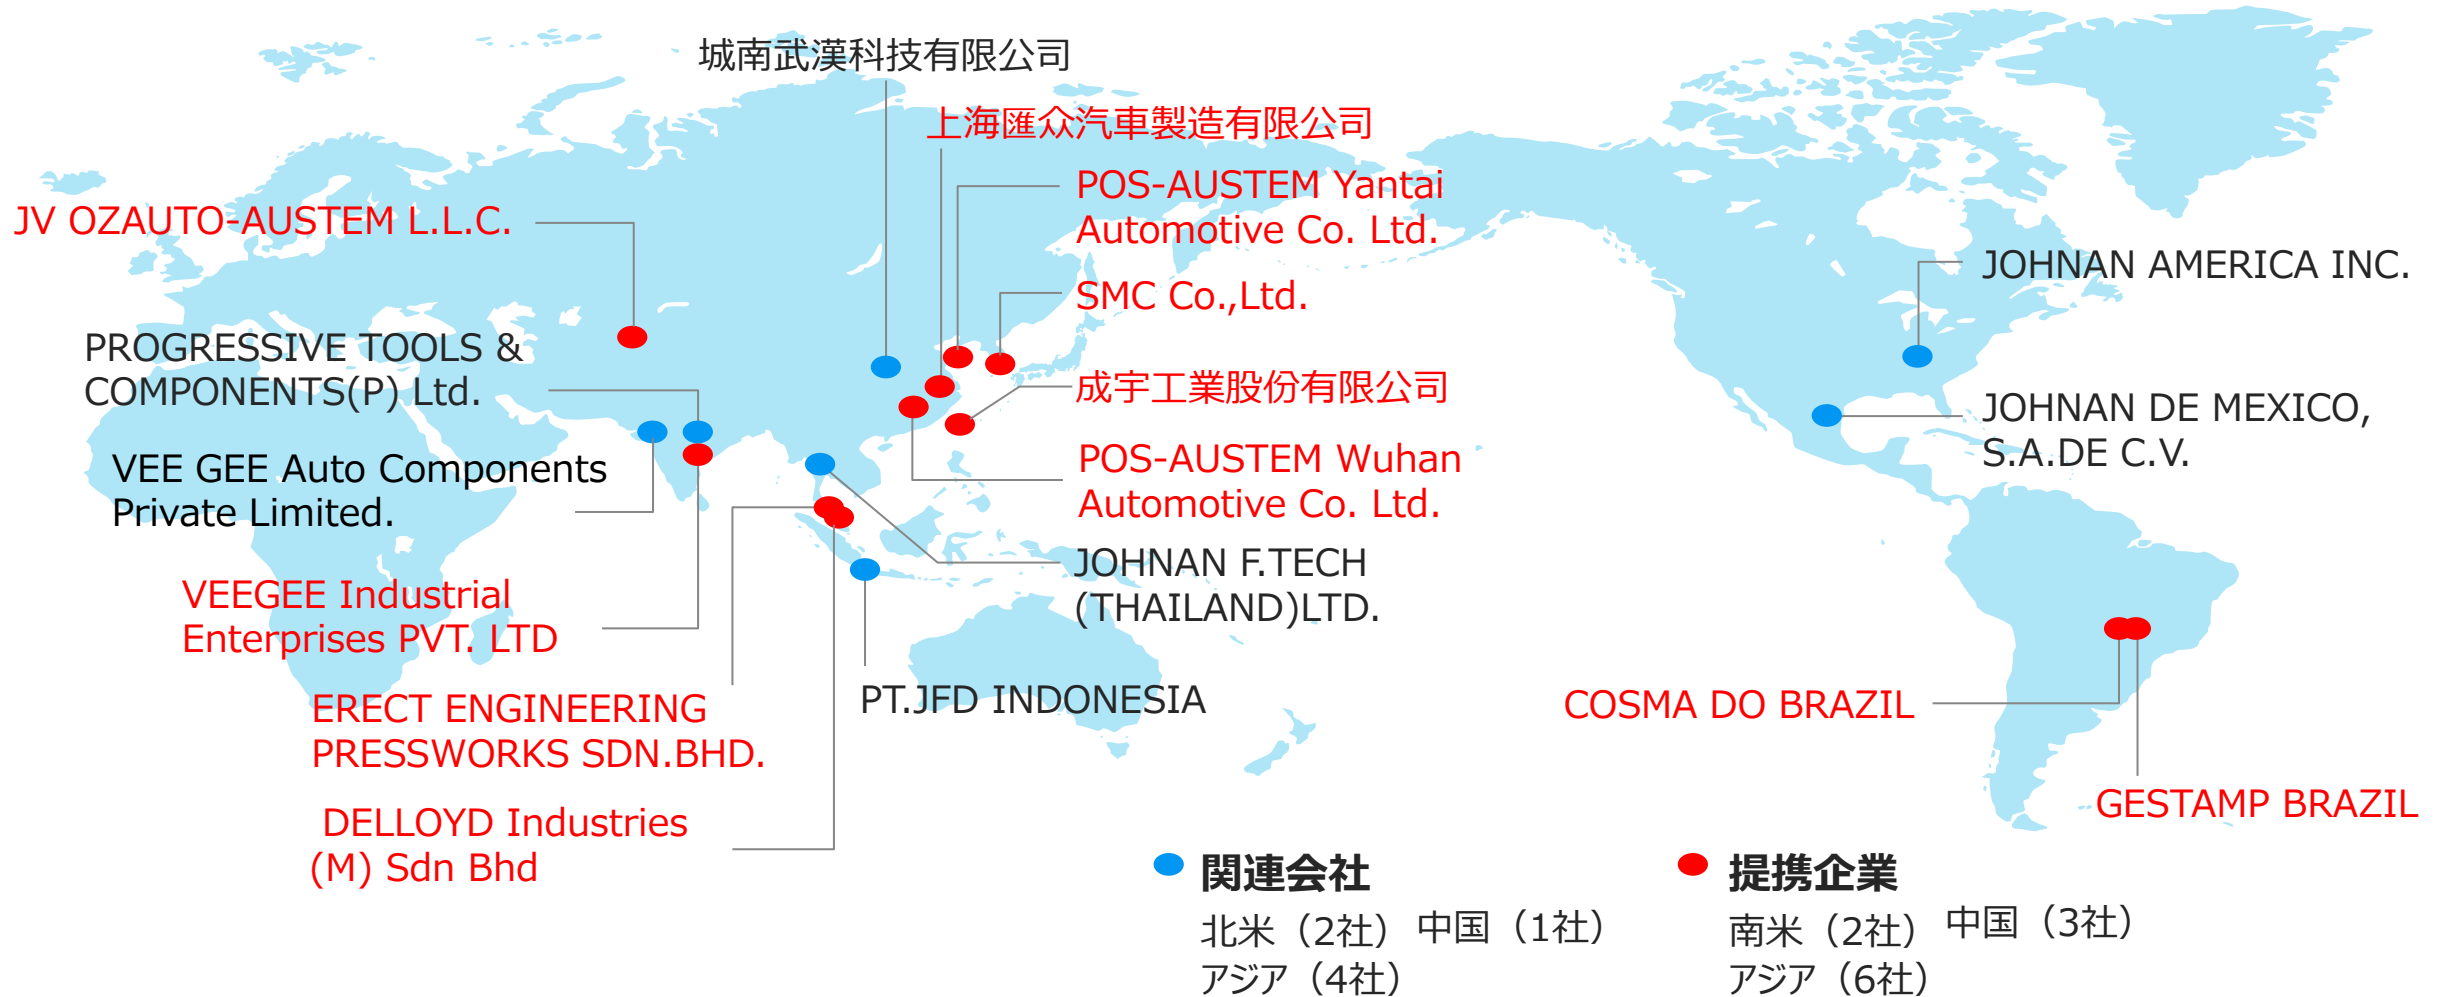 城南武漢科技有限公司
上海匯众汽車製造有限公司
POS-AUSTEM Yantai
Automotive Co. Ltd.
JV OZAUTO-AUSTEM L.L.C.
SMC Co.,Ltd.
JOHNAN AMERICA INC.
PROGRESSIVE TOOLS &
COMPONENTS(P) Ltd.
成宇工業股份有限公司
JOHNAN DE MEXICO,
S.A.DE C.V.
VEE GEE Auto Components
Private Limited.
POS-AUSTEM Wuhan
Automotive Co. Ltd.
JOHNAN F.TECH
(THAILAND)LTD.
VEEGEE Industrial
Enterprises PVT. LTD
ERECT ENGINEERING
PRESSWORKS SDN.BHD.
PT.JFD INDONESIA
COSMA DO BRAZIL
GESTAMP BRAZIL
DELLOYD Industries
(M) Sdn Bhd
関連会社
北米（2社） 中国（1社）
アジア（4社）
提携企業
南米（2社） 中国（3社）
アジア（6社）